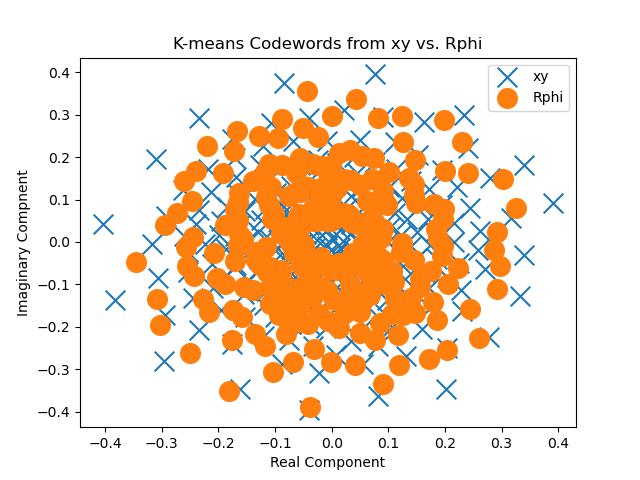 K-means Codewords from xy vs. Rphi
xy
Rphi
0.4
0.3
0.2
0.1
0.0
−0.1
−0.2
−0.3
−0.4
Imaginary Compnent
−0.4 −0.3 −0.2 −0.1 0.0 0.1 0.2 0.3 0.4
Real Component